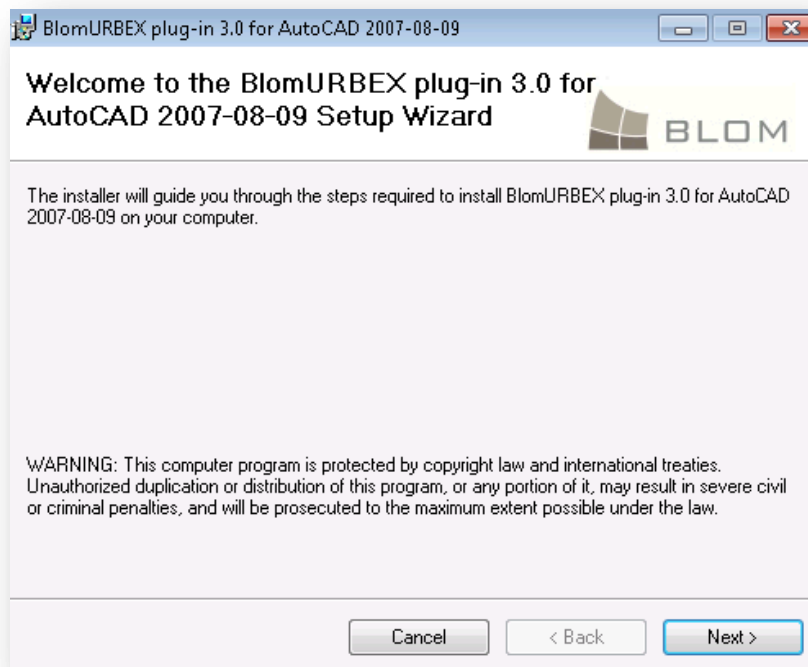 BlomURBEX plug-in 3.0 for AutoCAD 2007-08-09
Welcome to the BlomURBEX plug-in 3.0 for
AutoCAD 2007-08-09 Setup Wizard
BLOM
The installer will guide you through the steps required to install BlomURBEX plug-in 3.0 for AutoCAD
2007-08-09 on your computer.
WARNING: This computer program is protected by copyright law and international treaties.
Unauthorized duplication or distribution of this program, or any portion of it, may result in severe civil
or criminal penalties, and will be prosecuted to the maximum extent possible under the law.
Cancel < Back Next >